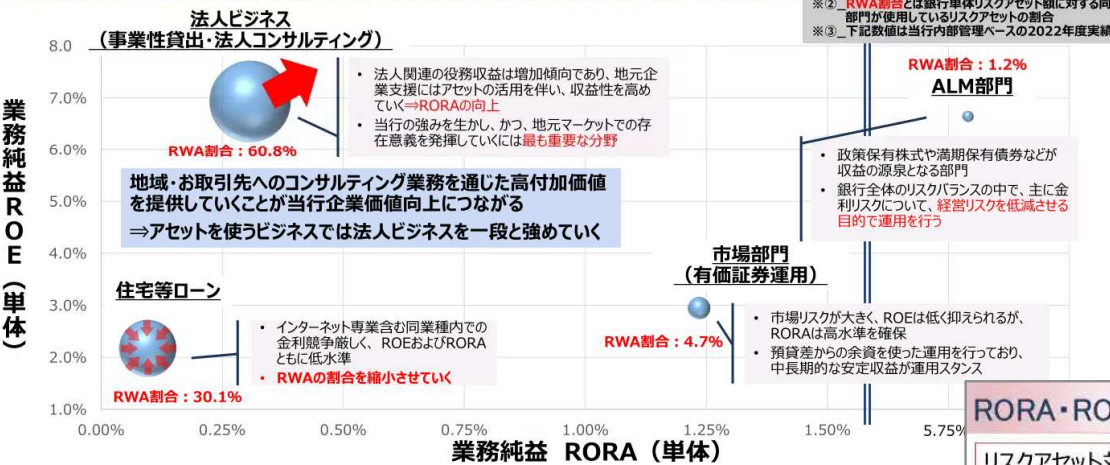 ※②_RWA割合とは銀行単体リスクアセット額に対する同
部門が使用しているリスクアセットの割合
※③_下記数値は当行内部管理ベースの2022年度実績
法人ビジネス
（事業性貸出・法人コンサルティング）
8.0
7.0%
6.0%
5.0%
4.0%
3.0%
2.0%
1.0%
業務純益ROE（単体）
RWA割合：60.8%
• 法人関連の役務収益は増加傾向であり、地元企
業支援にはアセットの活用を伴い、収益性を高め
ていく⇒RORAの向上
• 当行の強みを生かし、かつ、地元マーケットでの存
在意義を発揮していくには最も重要な分野
RWA割合：1.2%
ALM部門
• 政策保有株式や満期保有債券などが
収益の源泉となる部門
• 銀行全体のリスクバランスの中で、主に金
利リスクについて、経営リスクを低減させる
目的で運用を行う
地域・お取引先へのコンサルティング業務を通じた高付加価値
を提供していくことが当行企業価値向上につながる
⇒アセットを使うビジネスでは法人ビジネスを一段と強めていく
市場部門
（有価証券運用）
RWA割合：4.7%
• 市場リスクが大きく、ROEは低く抑えられるが、
RORAは高水準を確保
• 預貸差からの余資を使った運用を行っており、
中長期的な安定収益が運用スタンス
住宅等ローン
• インターネット専業含む同業種内での
金利競争厳しく、ROEおよびRORA
ともに低水準
• RWAの割合を縮小させていく
RWA割合：30.1%
0.00%
0.25%
0.50%
0.75%
1.00%
1.25%
1.50%
5.75%
業務純益 RORA（単体）
RORA・RO